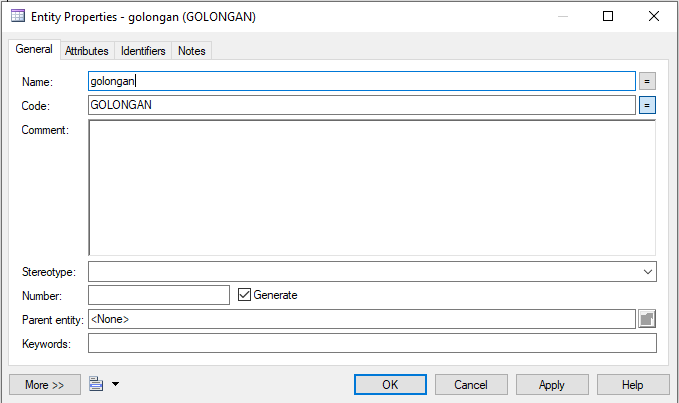 Entity Properties - golongan (GOLONGAN)
General Attributes Identifiers Notes
Name: golongan =
Code: GOLONGAN =
Comment:
Stereotype:
Number: Generate
Parent entity: <None>
Keywords:
More >> OK Cancel Apply Help